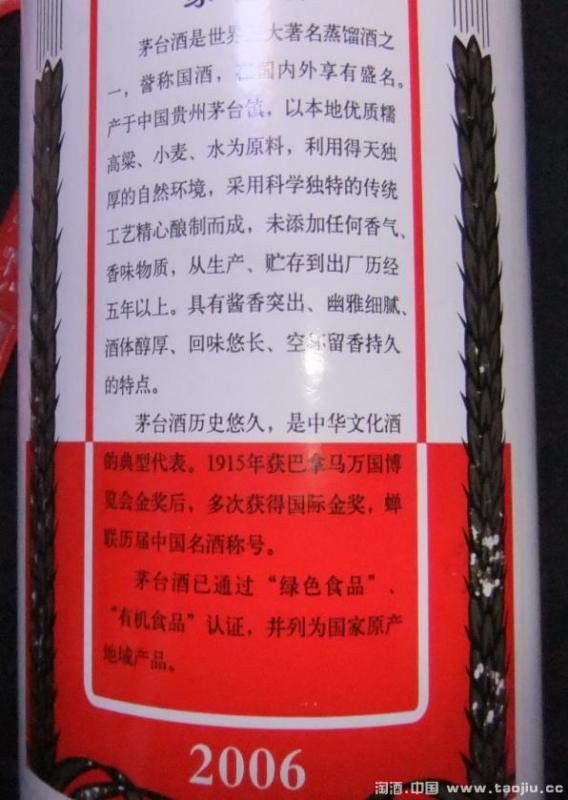 茅台酒是世界 大著名蒸馏酒之
一，誉称国酒，在国内外享有盛名。
产于中国贵州茅台镇，以本地优质糯
高粱、小麦、水为原料，利用得天独
厚的自然环境，采用科学独特的传统
工艺精心酿制而成，未添加任何香气、
香味物质，从生产、贮存到出厂历经
五年以上。具有酱香突出、幽雅细腻、
酒体醇厚、回味悠长、空杯留香持久
的特点。
茅台酒历史悠久，是中华文化酒
的典型代表。1915年获巴拿马万国博
览会金奖后，多次获得国际金奖，蝉
联历届中国名酒称号。
茅台酒已通过“绿色食品”、
“有机食品”认证，并列为国家原产
地域产品。
2006
淘酒.中国 www.taojiu.cc